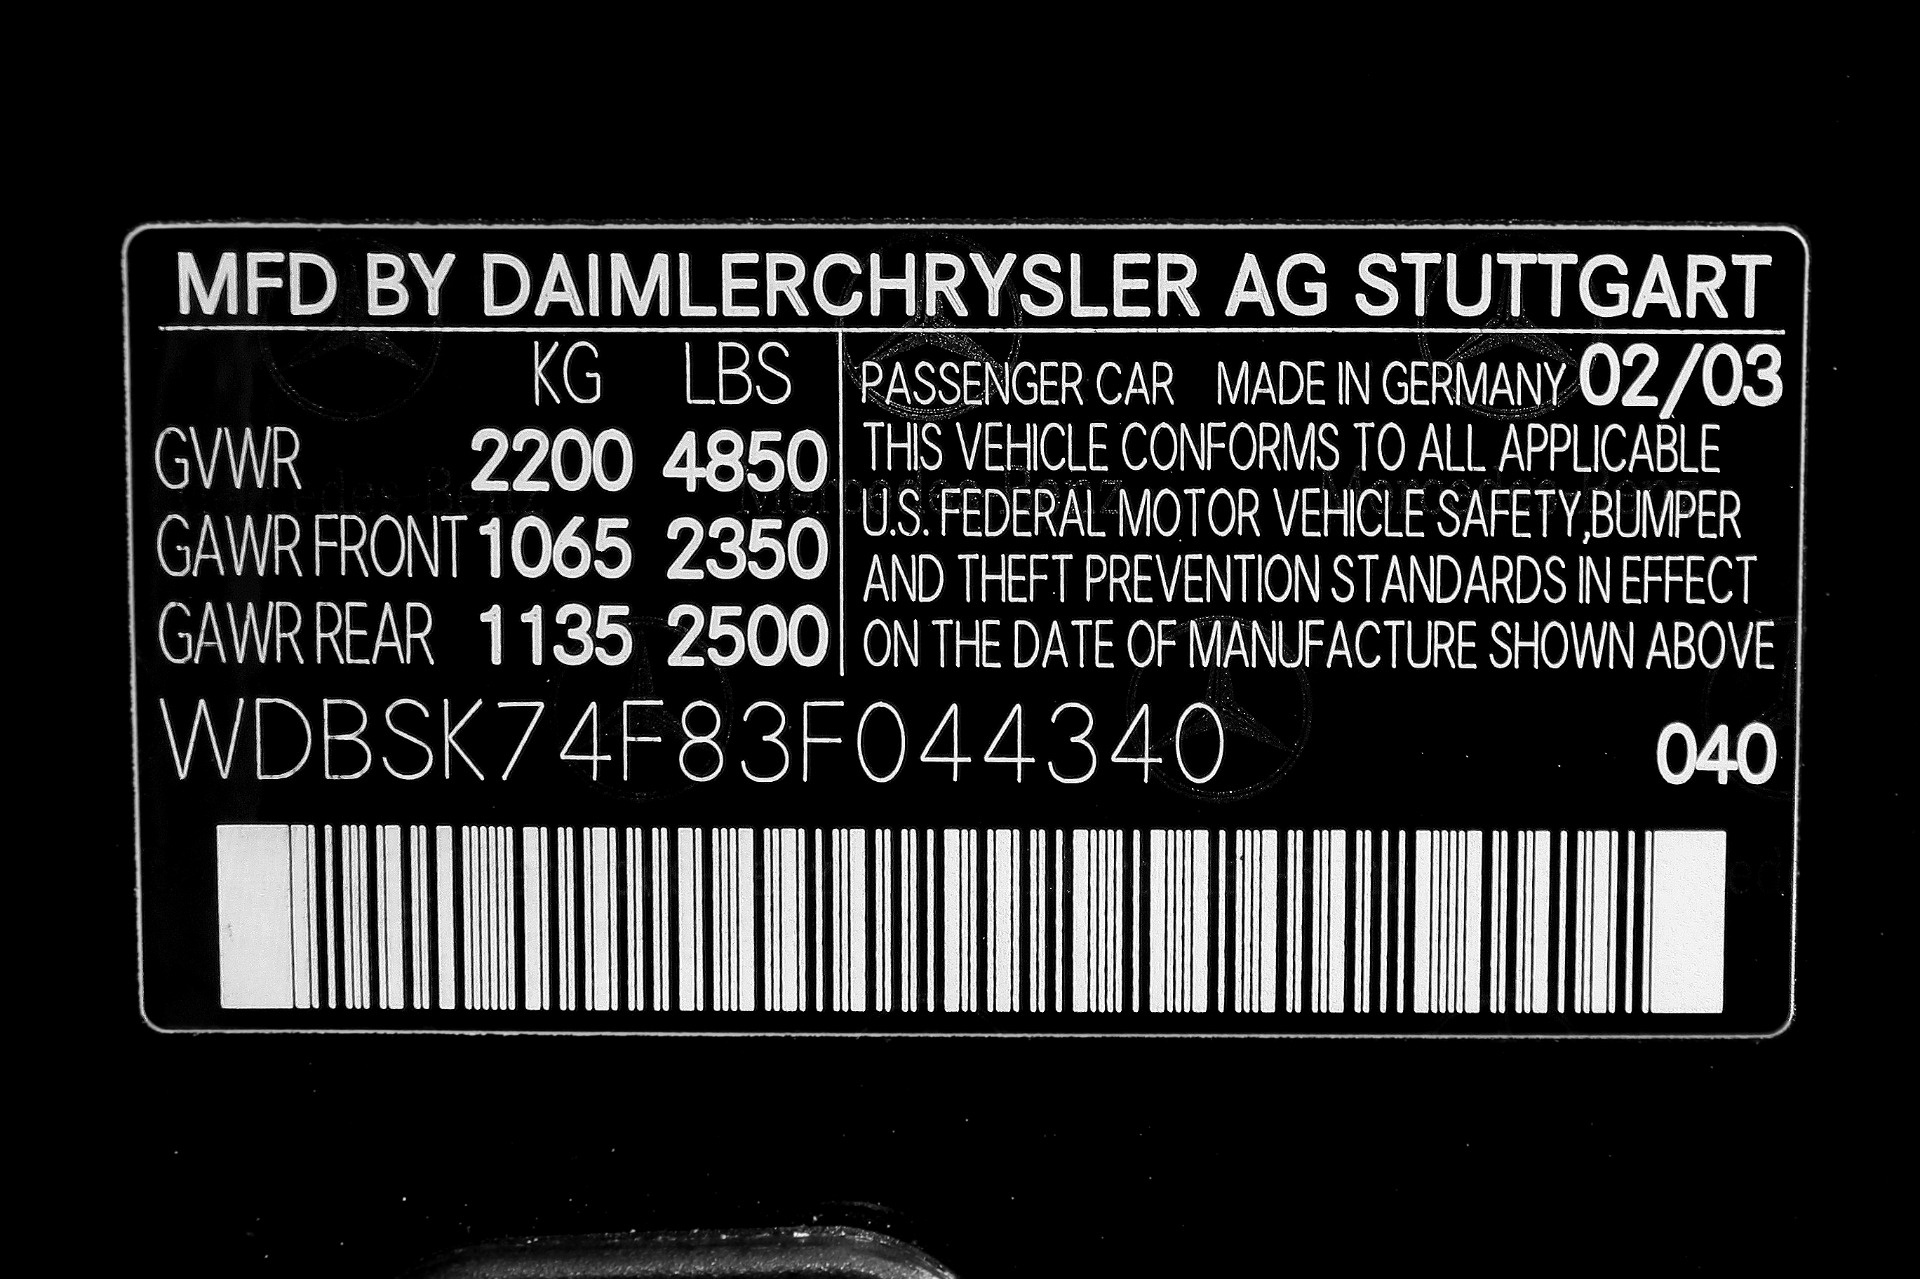 MFD BY DAIMLERCHRYSLER AG STUTTGART
KG LBS
GVWR 2200 4850
GAWR FRONT 1065 2350
GAWR REAR 1135 2500
PASSENGER CAR MADE IN GERMANY 02/03
THIS VEHICLE CONFORMS TO ALL APPLICABLE
U.S. FEDERAL MOTOR VEHICLE SAFETY,BUMPER
AND THEFT PREVENTION STANDARDS IN EFFECT
ON THE DATE OF MANUFACTURE SHOWN ABOVE
WDBSK74F83F044340 040